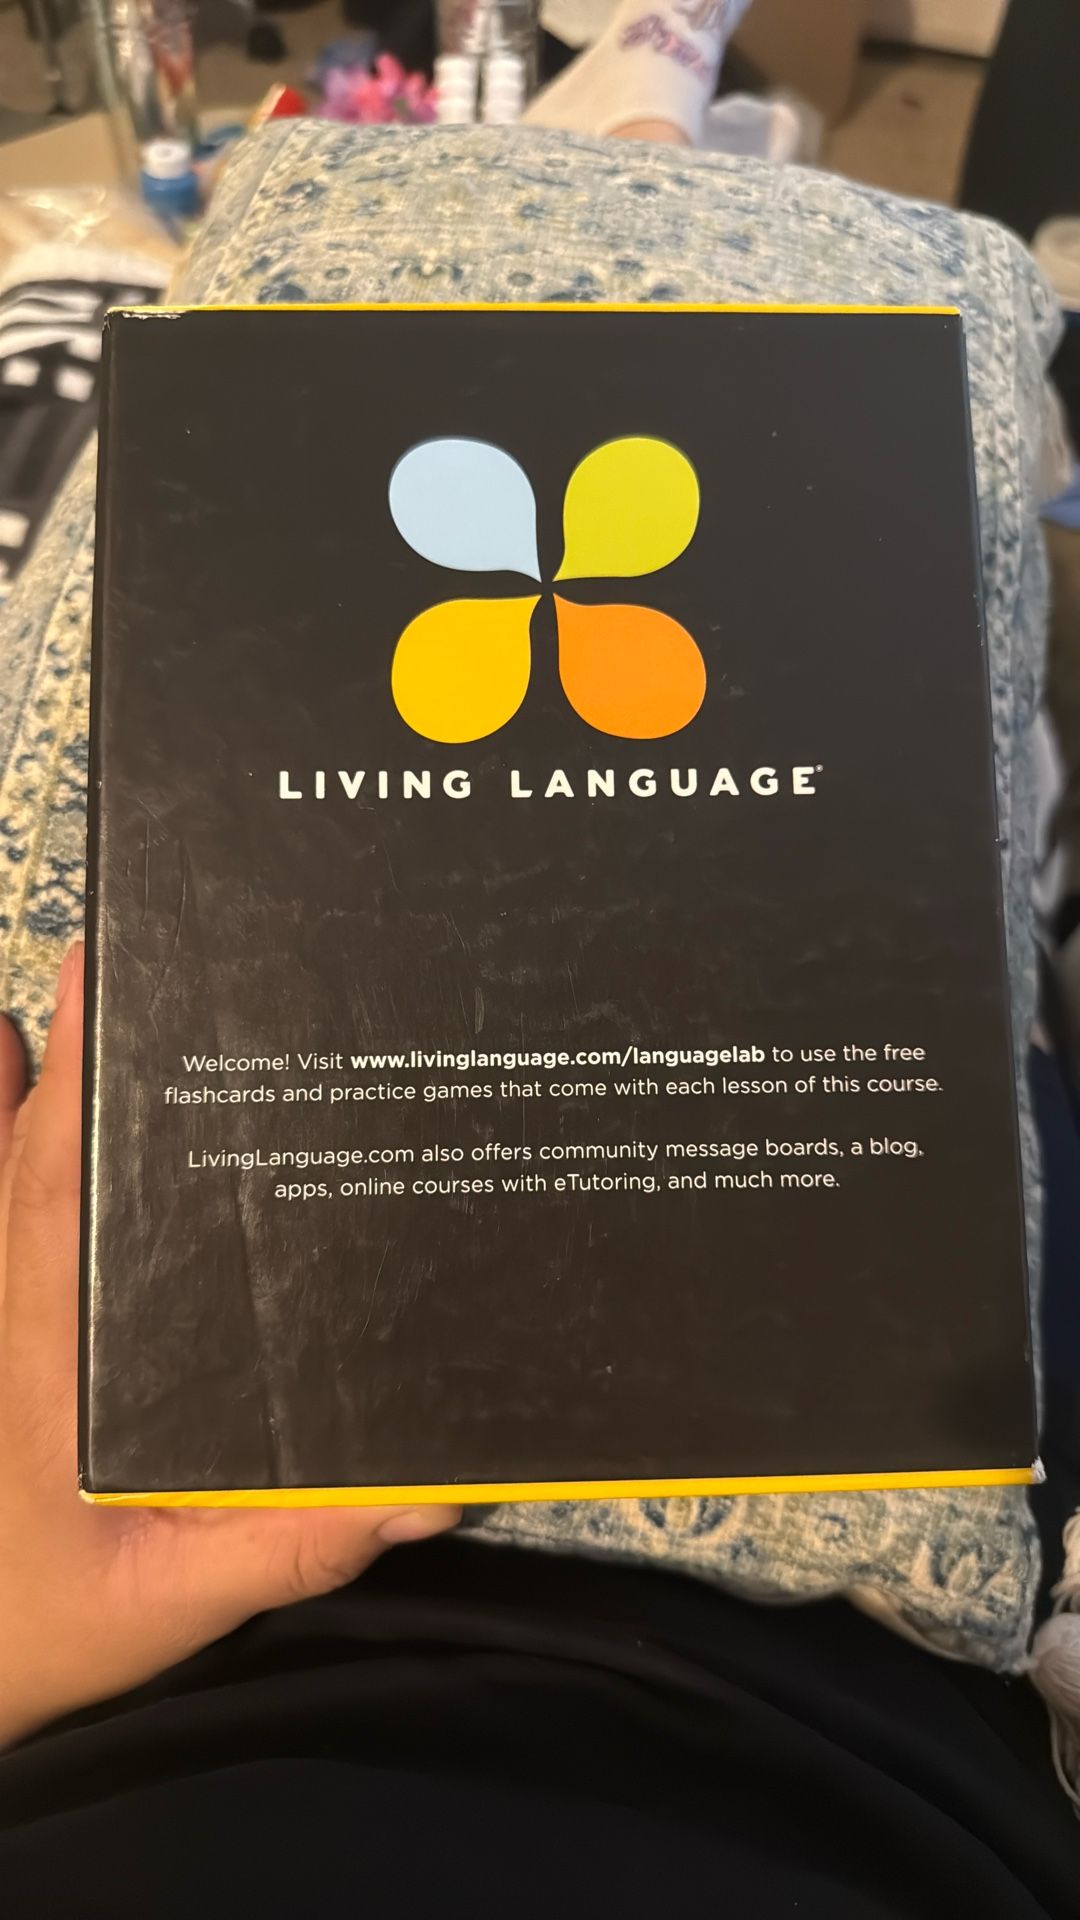 LIVING LANGUAGE®
Welcome! Visit www.livinglanguage.com/languagelab to use the free
flashcards and practice games that come with each lesson of this course.
LivingLanguage.com also offers community message boards, a blog,
apps, online courses with eTutoring, and much more.